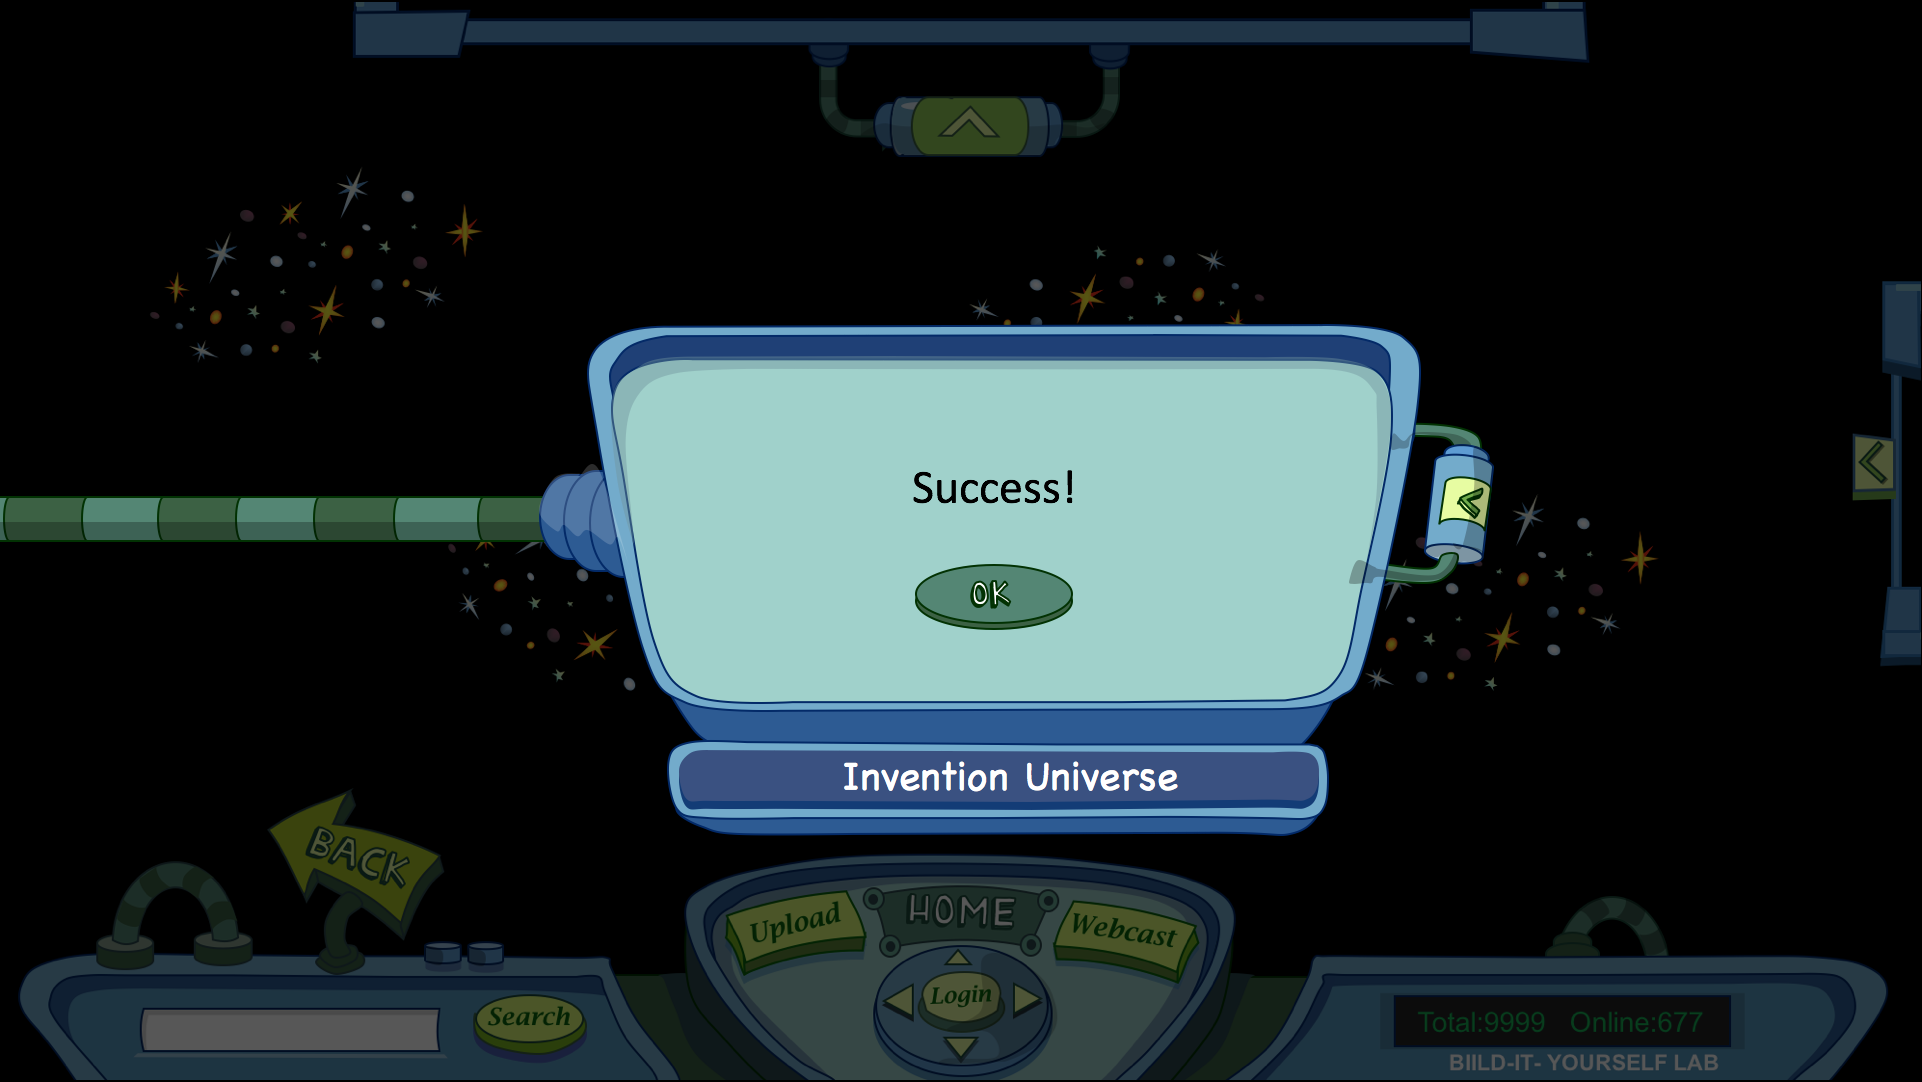 Success!
OK
Invention Universe
BACK
Upload
HOME
Webcast
Login
Search
Total:9999 Online:677
BIILD-IT- YOURSELF LAB